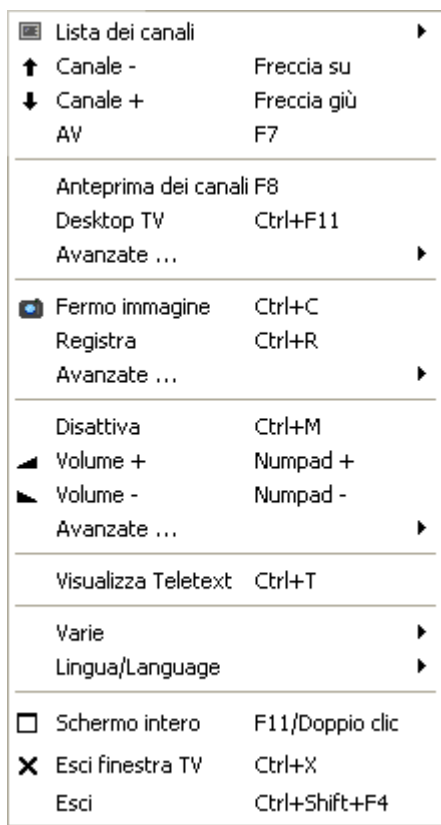 Lista dei canali
Canale - Freccia su
Canale + Freccia giù
AV F7
Anteprima dei canali F8
Desktop TV Ctrl+F11
Avanzate ...
Fermo immagine Ctrl+C
Registra Ctrl+R
Avanzate ...
Disattiva Ctrl+M
Volume + Numpad +
Volume - Numpad -
Avanzate ...
Visualizza Teletext Ctrl+T
Varie
Lingua/Language
Schermo intero F11/Doppio clic
Esci finestra TV Ctrl+X
Esci Ctrl+Shift+F4